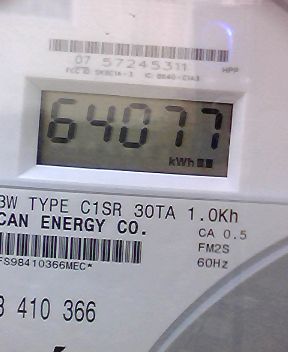 07 57245311
HPP
64077
kWh
3W TYPE C1SR 30TA 1.0Kh
CAN ENERGY CO.
CA 0.5
FM2S
60Hz
FS98410366MEC*
410 366